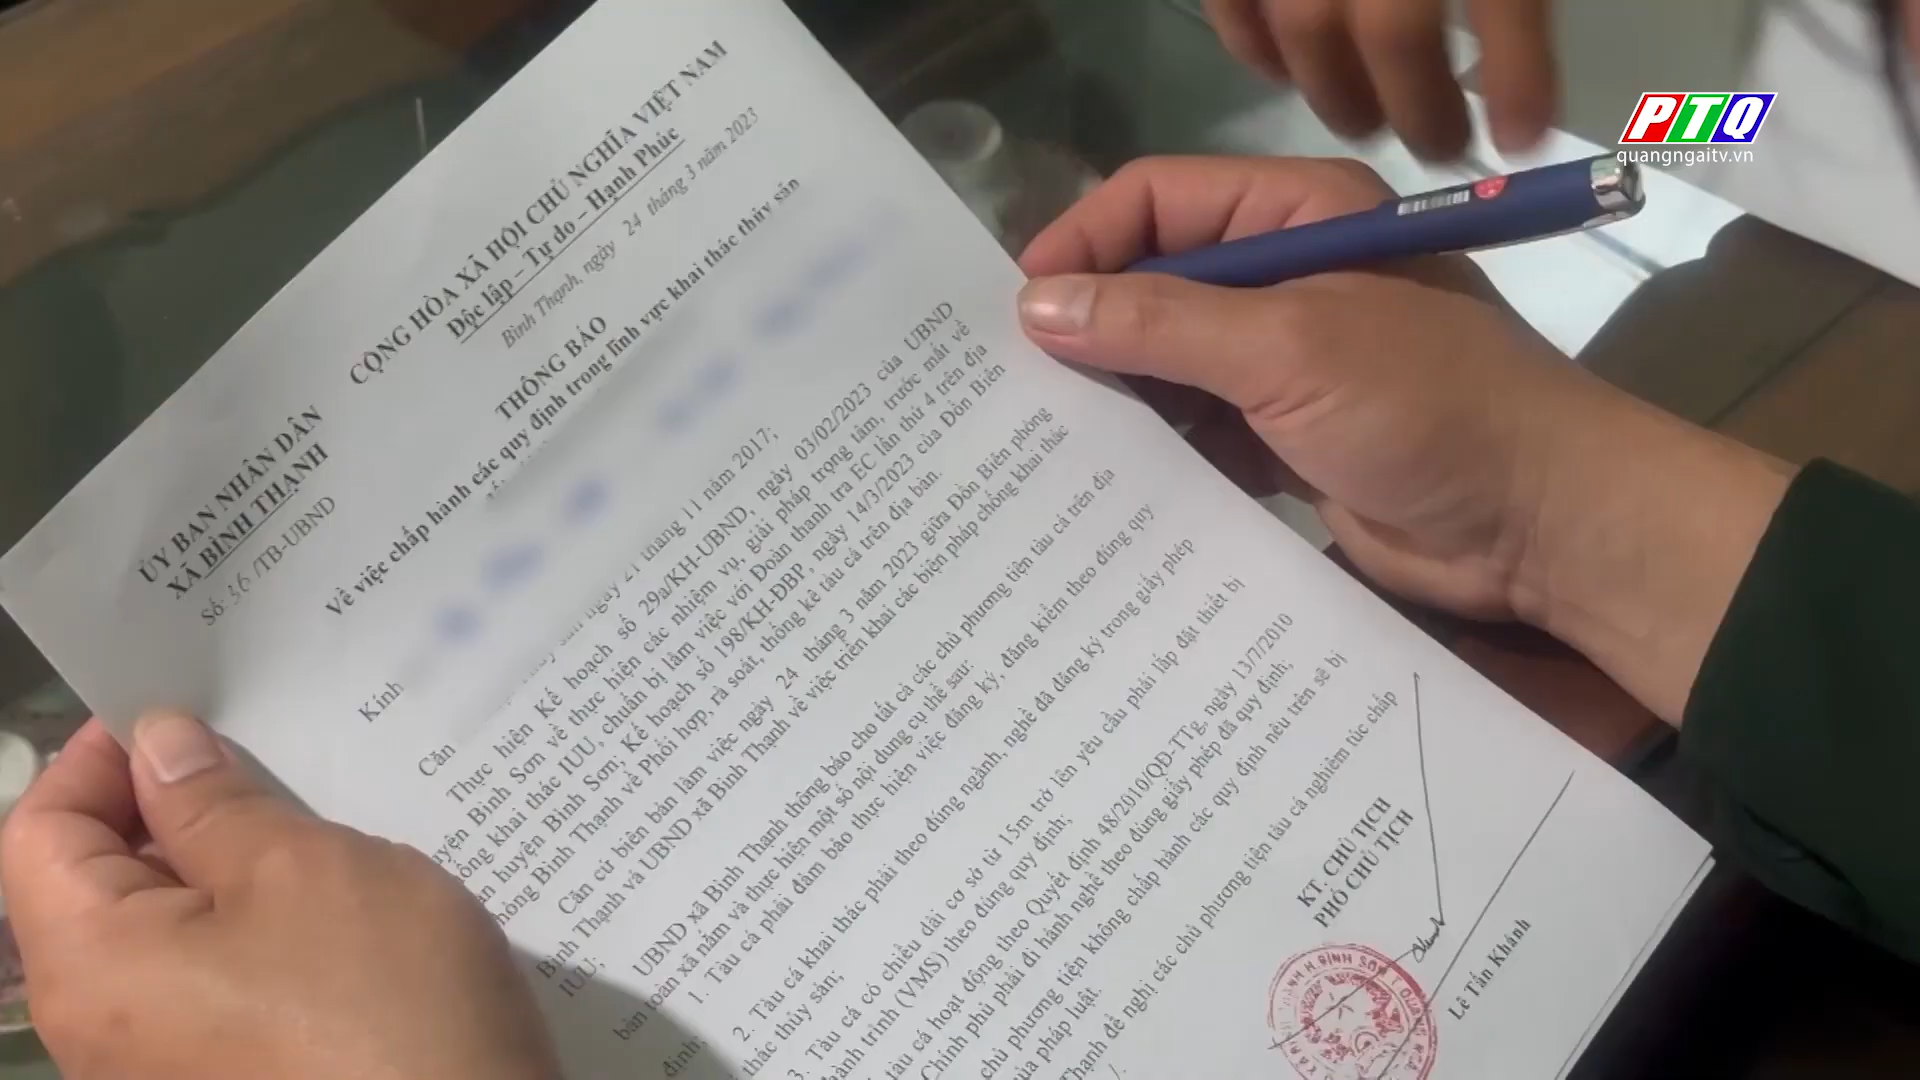 PTQ
quangngaitv.vn
ỦY BAN NHÂN DÂN
XÃ BÌNH THẠNH
Số: 36 /TB-UBND
CỘNG HÒA XÃ HỘI CHỦ NGHĨA VIỆT NAM
Độc lập – Tự do – Hạnh Phúc
Bình Thạnh, ngày 24 tháng 3 năm 2023
THÔNG BÁO
Về việc chấp hành các quy định trong lĩnh vực khai thác thủy sản
Kính
Căn sản ngày 21 tháng 11 năm 2017;
Thực hiện Kế hoạch số 29a/KH-UBND, ngày 03/02/2023 của UBND
Bình Sơn về thực hiện các nhiệm vụ, giải pháp trọng tâm, trước mắt về
khai thác IUU, chuẩn bị làm việc với Đoàn thanh tra EC lần thứ 4 trên địa
huyện Bình Sơn; Kế hoạch số 198/KH-ĐBP, ngày 14/3/2023 của Đồn Biên
Bình Thạnh về Phối hợp, rà soát, thống kê tàu cá trên địa bàn.
Căn cứ biên bản làm việc ngày 24 tháng 3 năm 2023 giữa Đồn Biên phòng
Bình Thạnh và UBND xã Bình Thạnh về việc triển khai các biện pháp chống khai thác
IUU;
UBND xã Bình Thạnh thông báo cho tất cả các chủ phương tiện tàu cá trên địa
bàn toàn xã nắm và thực hiện một số nội dung cụ thể sau:
1. Tàu cá phải đảm bảo thực hiện việc đăng ký, đăng kiểm theo đúng quy
định;
2. Tàu cá khai thác phải theo đúng ngành, nghề đã đăng ký trong giấy phép
thác thủy sản;
3. Tàu cá có chiều dài cơ sở từ 15m trở lên yêu cầu phải lắp đặt thiết bị
hành trình (VMS) theo đúng quy định;
tàu cá hoạt động theo Quyết định 48/2010/QĐ-TTg, ngày 13/7/2010
Chính phủ phải đi hành nghề theo đúng giấy phép đã quy định;
chủ phương tiện không chấp hành các quy định nêu trên sẽ bị
của pháp luật.
Thạnh đề nghị các chủ phương tiện tàu cá nghiêm túc chấp
KT. CHỦ TỊCH
PHÓ CHỦ TỊCH
Lê Tấn Khánh